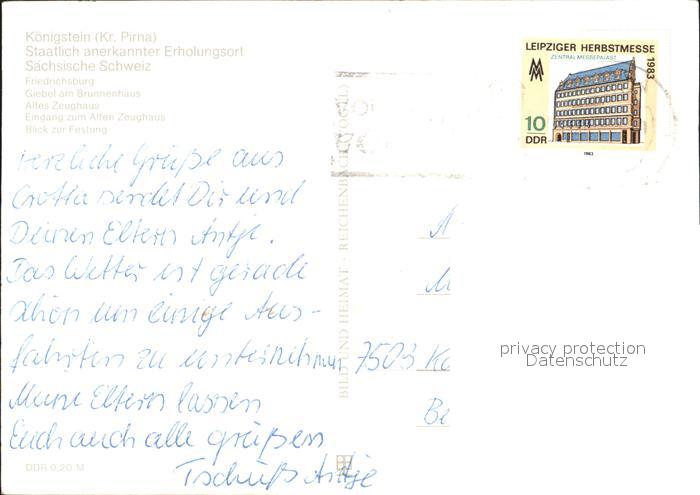 Königstein (Kr. Pirna)
Staatlich anerkannter Erholungsort
Sächsische Schweiz
Friedrichsburg
Giebel am Brunnenhaus
Altes Zeughaus
Eingang zum Alten Zeughaus
Blick zur Festung
LEIPZIGER HERBSTMESSE
ZENTRALMESSEPALAST
1983
10
DDR
1983
Herzliche Grüße aus
Crotta sendet Dir und
Deinen Eltern Antje.
Das Wetter ist gerade
schön um einige Aus-
fahrten zu unternehmen
Meine Eltern lassen
Euch auch alle grüßen
Tschüß Antje
BILD UND HEIMAT · REICHENBACH (VOGTL)
A
M
7503 Ko
Be
DDR 0,20 M
privacy protection
Datenschutz